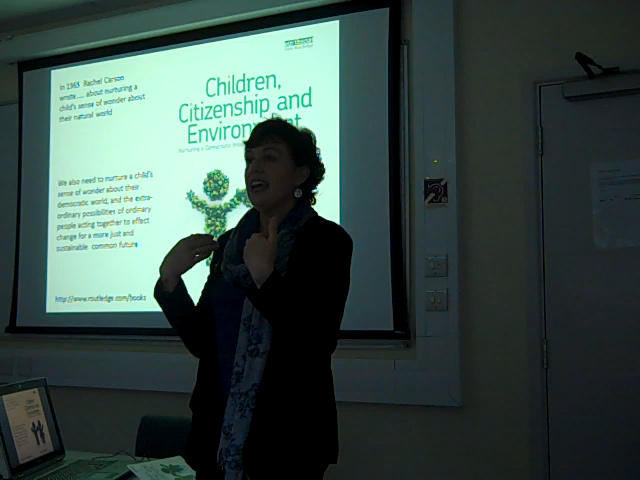 In 1965 Rachel Carson
wrote.... about nurturing a
child's sense of wonder about
their natural world
Children,
Citizenship and
We also need to nurture a child's
sense of wonder about their
democratic world, and the extra-
ordinary possibilities of ordinary
people acting together to effect
change for a more just and
sustainable common future
http://www.routledge.com/books